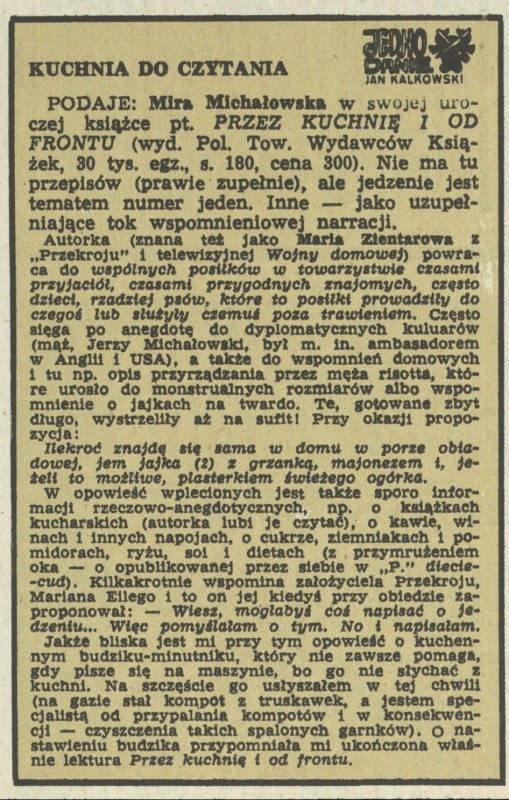 JEDNO
DANIE
JAN KALKOWSKI
KUCHNIA DO CZYTANIA
PODAJE: Mira Michałowska w swojej uro-
czej książce pt. PRZEZ KUCHNIĘ I OD
FRONTU (wyd. Pol. Tow. Wydawców Ksią-
żek, 30 tys. egz., s. 180, cena 300). Nie ma tu
przepisów (prawie zupełnie), ale jedzenie jest
tematem numer jeden. Inne — jako uzupeł-
niające tok wspomnieniowej narracji.
Autorka (znana też jako Maria Zientarowa z
„Przekroju" i telewizyjnej Wojny domowej) powra-
ca do wspólnych posiłków w towarzystwie czasami
przyjaciół, czasami przygodnych znajomych, często
dzieci, rzadziej psów, które to posiłki prowadziły do
czegoś lub służyły czemuś poza trawieniem. Często
sięga po anegdotę do dyplomatycznych kuluarów
(mąż, Jerzy Michałowski, był m. in. ambasadorem
w Anglii i USA), a także do wspomnień domowych
i tu np. opis przyrządzania przez męża risotta, któ-
re urosło do monstrualnych rozmiarów albo wspo-
mnienie o jajkach na twardo. Te, gotowane zbyt
długo, wystrzeliły aż na sufit! Przy okazji propo-
zycja:
Ilekroć znajdę się sama w domu w porze obia-
dowej, jem jajka (2) z grzanką, majonezem i, je-
żeli to możliwe, plasterkiem świeżego ogórka.
W opowieść wplecionych jest także sporo infor-
macji rzeczowo-anegdotycznych, np. o książkach
kucharskich (autorka lubi je czytać), o kawie, wi-
nach i innych napojach, o cukrze, ziemniakach i po-
midorach, ryżu, soi i dietach (z przymrużeniem
oka — o opublikowanej przez siebie w „P." diecie-
-cud). Kilkakrotnie wspomina założyciela Przekroju,
Mariana Eilego i to on jej kiedyś przy obiedzie za-
proponował: — Wiesz, mogłabyś coś napisać o je-
dzeniu... Więc pomyślałam o tym. No i napisałam.
Jakże bliska jest mi przy tym opowieść o kuchen-
nym budziku-minutniku, który nie zawsze pomaga,
gdy pisze się na maszynie, bo go nie słychać z
kuchni. Na szczęście go usłyszałem w tej chwili
(na gazie stał kompot z truskawek, a jestem spe-
cjalistą od przypalania kompotów i w konsekwen-
cji — czyszczenia takich spalonych garnków). O na-
stawieniu budzika przypomniała mi ukończona właś-
nie lektura Przez kuchnię i od frontu.